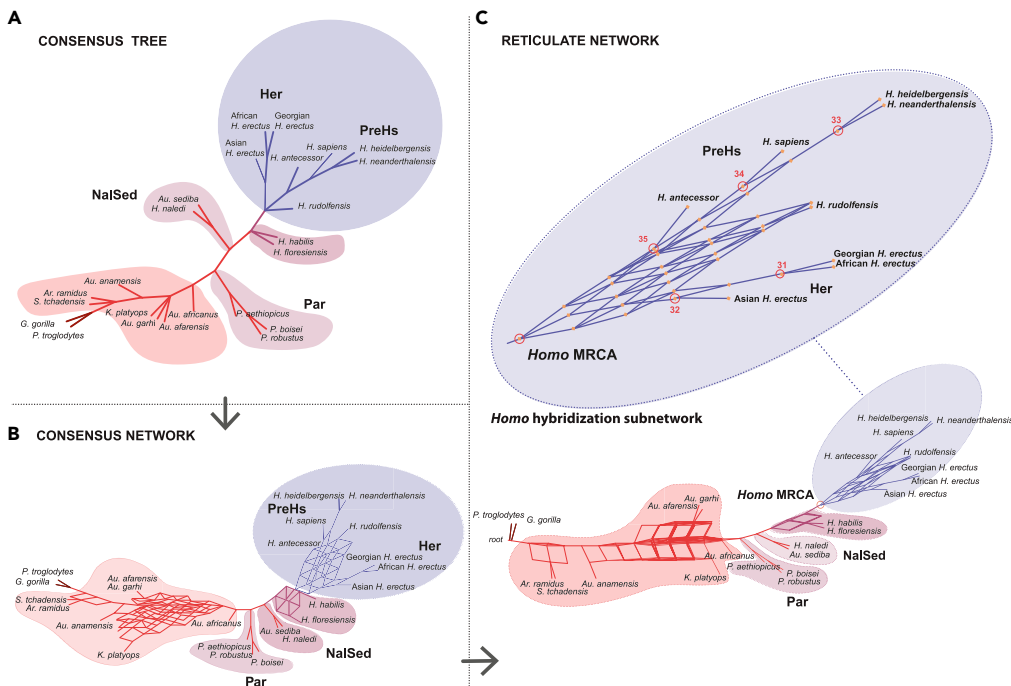 A
CONSENSUS TREE
Her
African
H. erectus
Georgian
H. erectus
PreHs
Asian
H. erectus
H. sapiens
H. antecessor
H. heidelbergensis
H. neanderthalensis
NalSed
Au. sediba
H. naledi
H. rudolfensis
H. habilis
H. floresiensis
Au. anamensis
Ar. ramidus
S. tchadensis
G. gorilla
P. troglodytes
K. platyops
Au. garhi
Au. africanus
Au. afarensis
Par
P. aethiopicus
P. boisei
P. robustus
B
CONSENSUS NETWORK
H. heidelbergensis
H. neanderthalensis
PreHs
H. sapiens
H. rudolfensis
H. antecessor
Her
Georgian H. erectus
African H. erectus
Asian H. erectus
P. troglodytes
G. gorilla
Au. afarensis
Au. garhi
S. tchadensis
Ar. ramidus
Au. anamensis
Au. africanus
K. platyops
H. habilis
H. floresiensis
Au. sediba
H. naledi
NalSed
P. aethiopicus
P. robustus
P. boisei
Par
C
RETICULATE NETWORK
H. heidelbergensis
H. neanderthalensis
33
PreHs
H. sapiens
34
H. antecessor
H. rudolfensis
35
Georgian H. erectus
African H. erectus
31
Her
Asian H. erectus
32
Homo MRCA
Homo hybridization subnetwork
H. heidelbergensis
H. neanderthalensis
H. sapiens
H. antecessor
H. rudolfensis
Georgian H. erectus
African H. erectus
Asian H. erectus
Homo MRCA
Au. garhi
Au. afarensis
P. troglodytes
G. gorilla
root
H. habilis
H. floresiensis
H. naledi
Au. sediba
NalSed
Au. africanus
P. aethiopicus
P. boisei
P. robustus
Par
K. platyops
Au. anamensis
Ar. ramidus
S. tchadensis